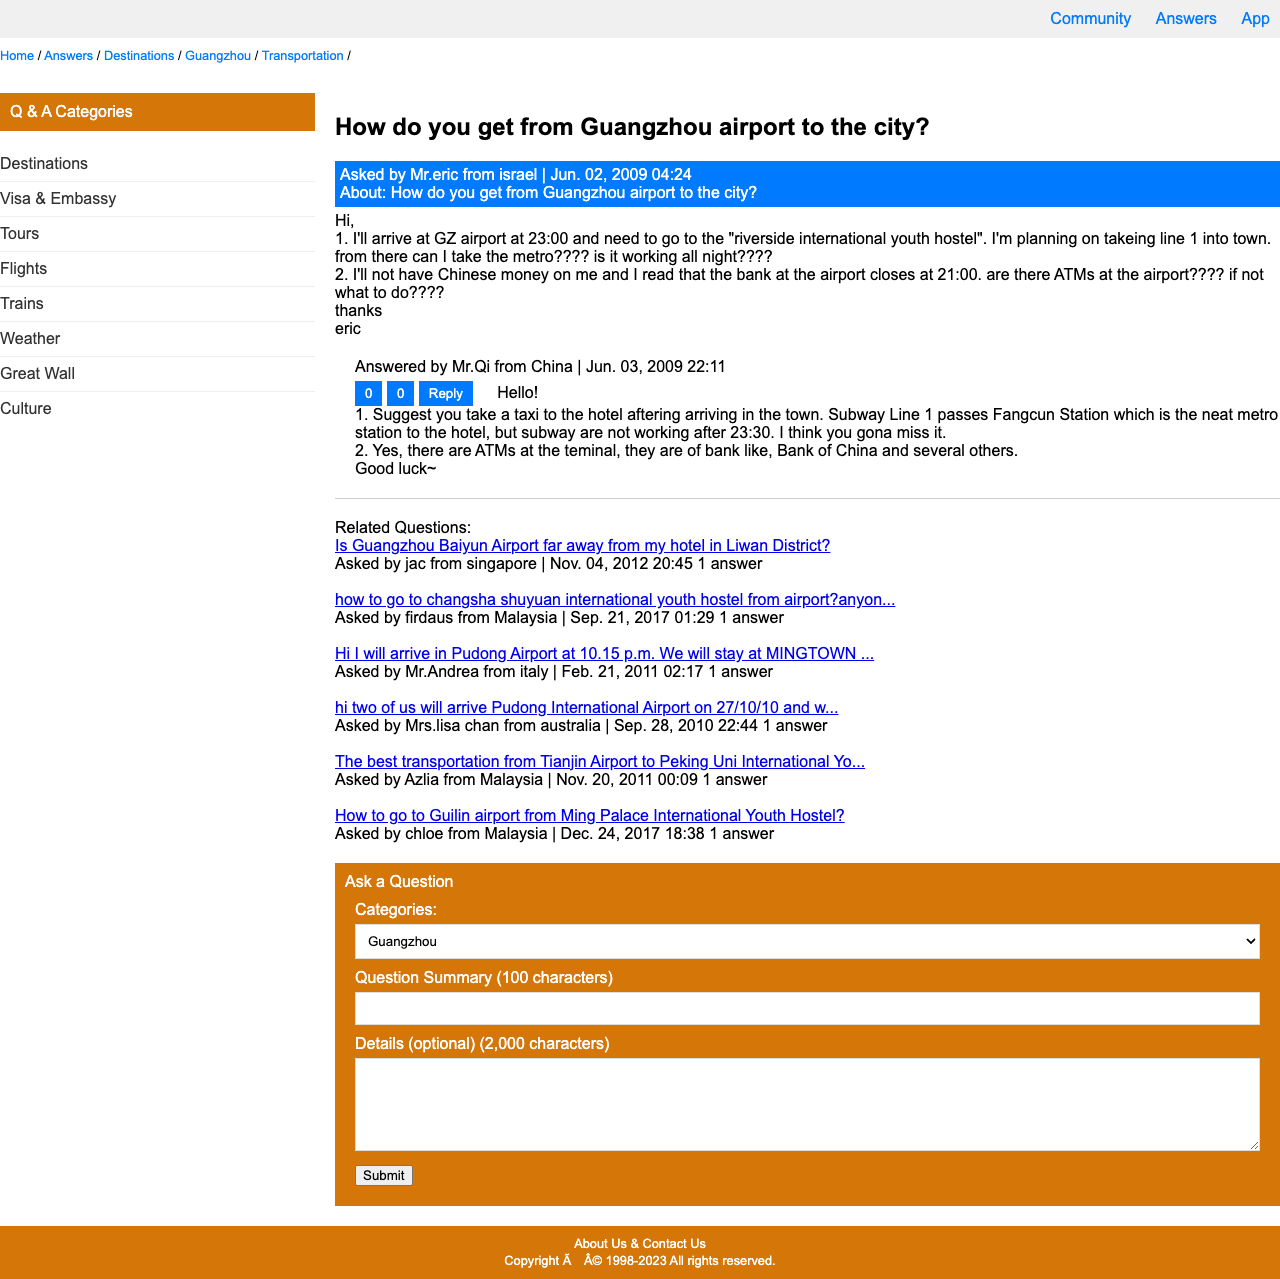 Community Answers App
Home / Answers / Destinations / Guangzhou / Transportation /
Q & A Categories
Destinations
Visa & Embassy
Tours
Flights
Trains
Weather
Great Wall
Culture
How do you get from Guangzhou airport to the city?
Asked by Mr.eric from israel | Jun. 02, 2009 04:24
About: How do you get from Guangzhou airport to the city?
Hi,
1. I'll arrive at GZ airport at 23:00 and need to go to the "riverside international youth hostel". I'm planning on takeing line 1 into town.
from there can I take the metro???? is it working all night????
2. I'll not have Chinese money on me and I read that the bank at the airport closes at 21:00. are there ATMs at the airport???? if not
what to do????
thanks
eric
Answered by Mr.Qi from China | Jun. 03, 2009 22:11
0 0 Reply Hello!
1. Suggest you take a taxi to the hotel aftering arriving in the town. Subway Line 1 passes Fangcun Station which is the neat metro
station to the hotel, but subway are not working after 23:30. I think you gona miss it.
2. Yes, there are ATMs at the teminal, they are of bank like, Bank of China and several others.
Good luck~
Related Questions:
Is Guangzhou Baiyun Airport far away from my hotel in Liwan District?
Asked by jac from singapore | Nov. 04, 2012 20:45 1 answer
how to go to changsha shuyuan international youth hostel from airport?anyon...
Asked by firdaus from Malaysia | Sep. 21, 2017 01:29 1 answer
Hi I will arrive in Pudong Airport at 10.15 p.m. We will stay at MINGTOWN ...
Asked by Mr.Andrea from italy | Feb. 21, 2011 02:17 1 answer
hi two of us will arrive Pudong International Airport on 27/10/10 and w...
Asked by Mrs.lisa chan from australia | Sep. 28, 2010 22:44 1 answer
The best transportation from Tianjin Airport to Peking Uni International Yo...
Asked by Azlia from Malaysia | Nov. 20, 2011 00:09 1 answer
How to go to Guilin airport from Ming Palace International Youth Hostel?
Asked by chloe from Malaysia | Dec. 24, 2017 18:38 1 answer
Ask a Question
Categories:
Guangzhou
Question Summary (100 characters)
Details (optional) (2,000 characters)
Submit
About Us & Contact Us
Copyright Ã Â© 1998-2023 All rights reserved.